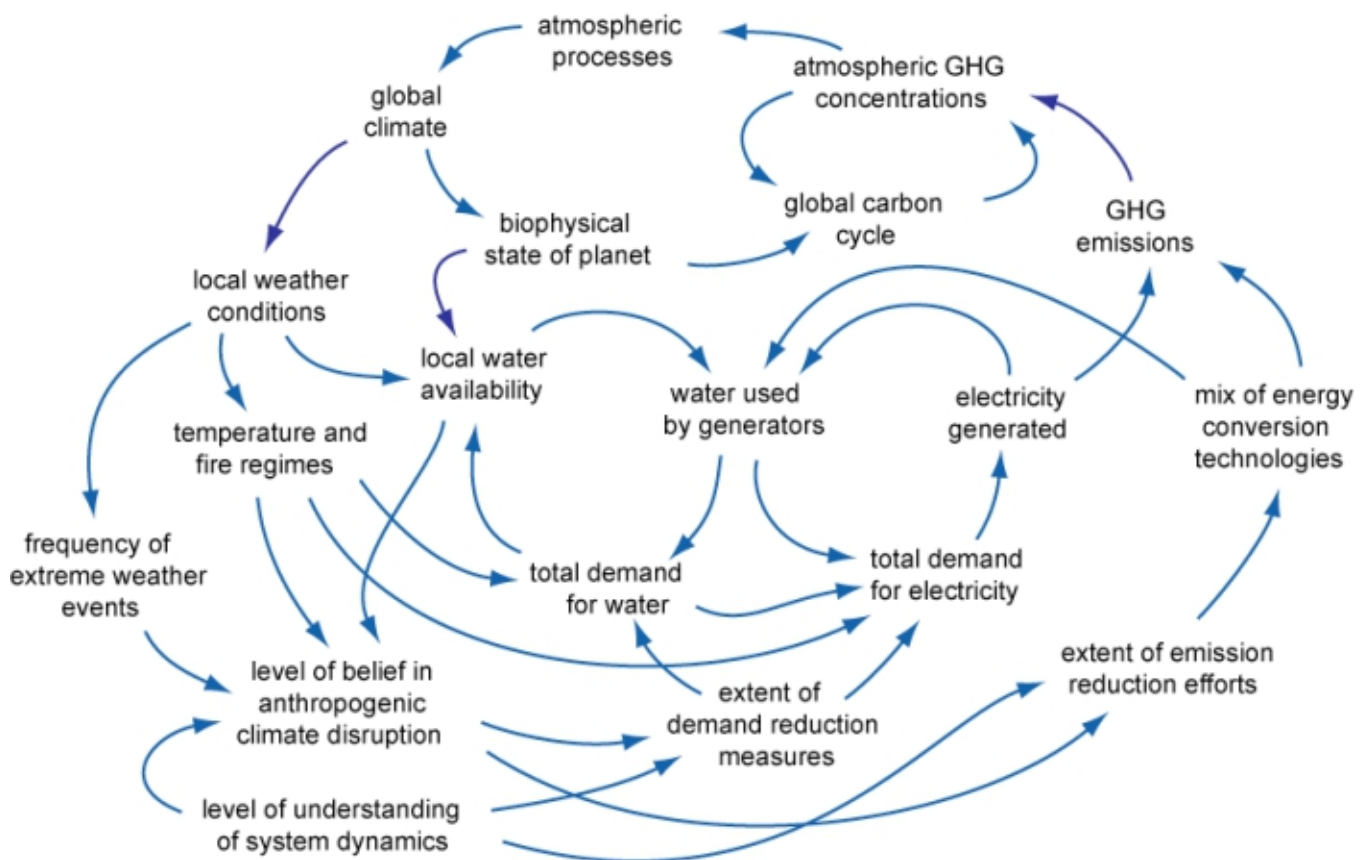 atmospheric
processes
atmospheric GHG
concentrations
global
climate
global carbon
cycle
GHG
emissions
biophysical
state of planet
local weather
conditions
local water
availability
water used
by generators
electricity
generated
mix of energy
conversion
technologies
temperature and
fire regimes
frequency of
extreme weather
events
total demand
for water
total demand
for electricity
level of belief in
anthropogenic
climate disruption
extent of
demand reduction
measures
extent of emission
reduction efforts
level of understanding
of system dynamics